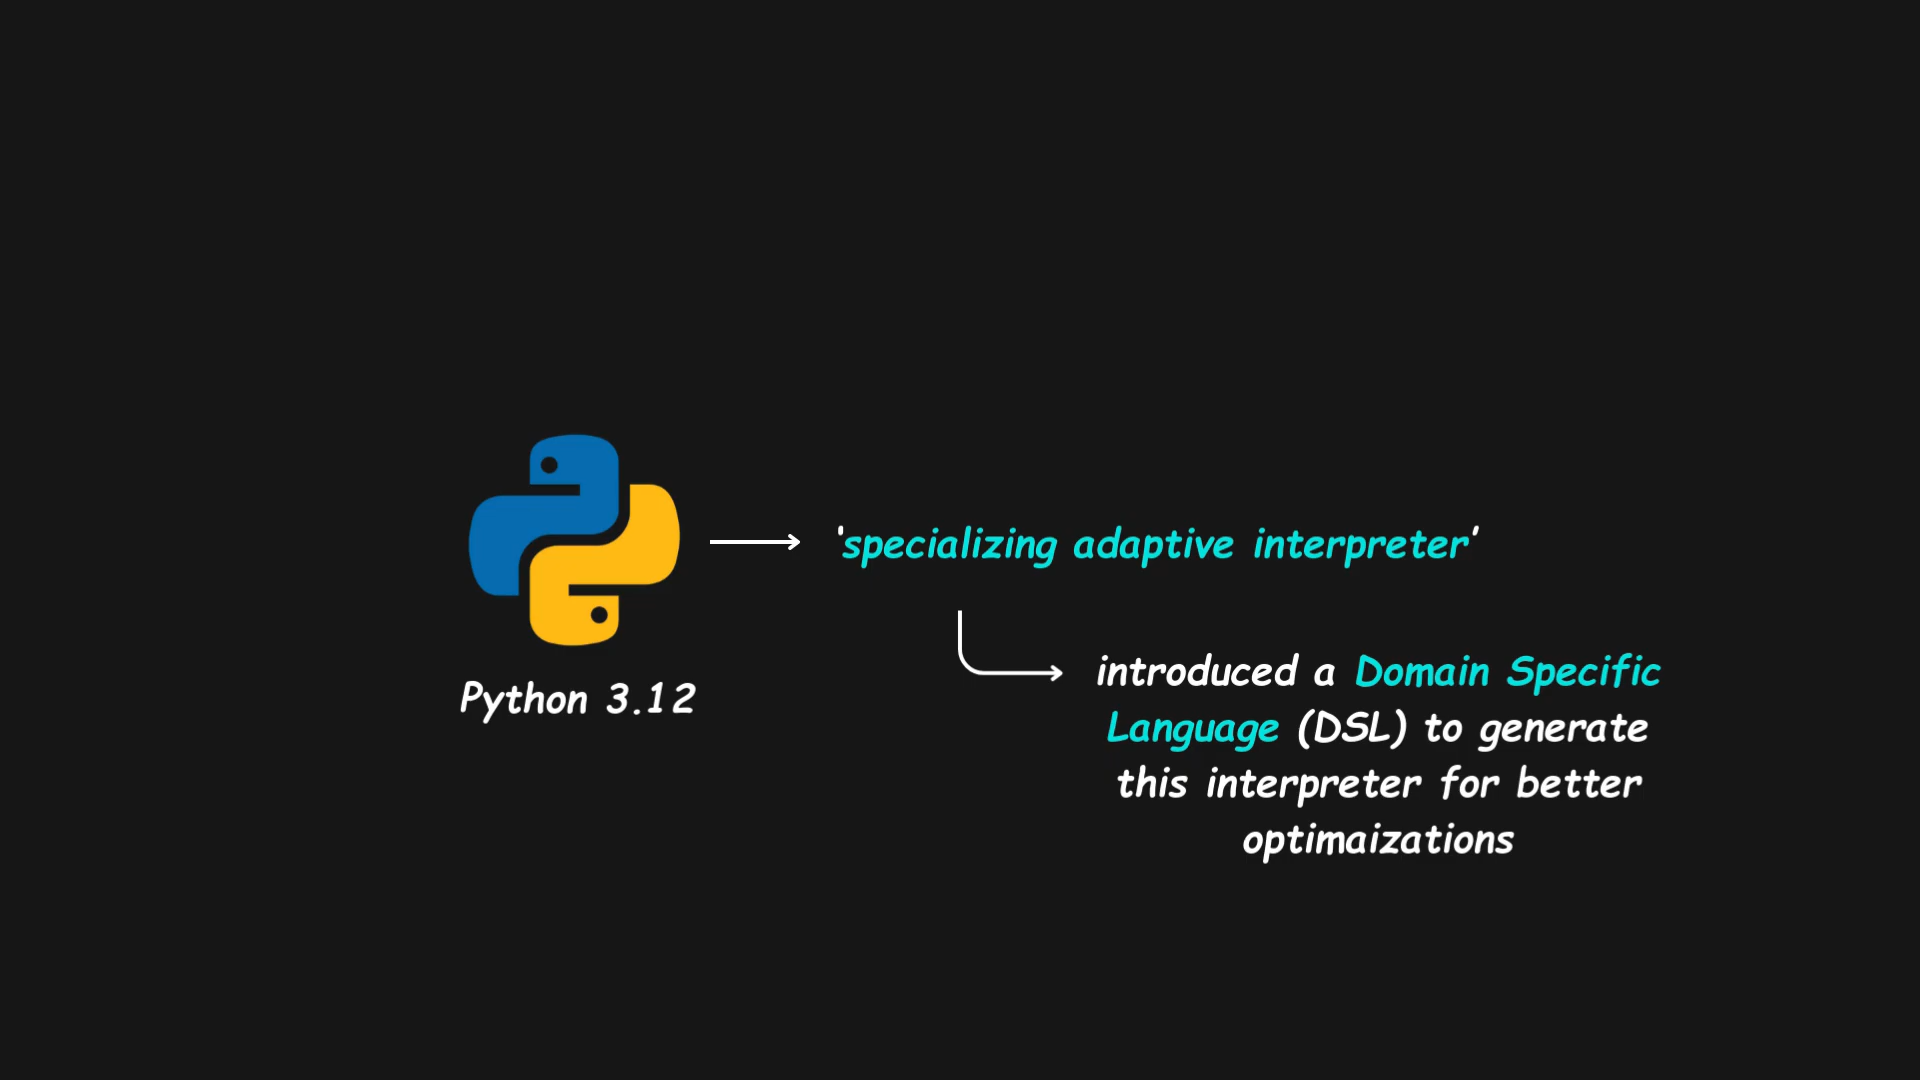 'specializing adaptive interpreter'
Python 3.12
introduced a Domain Specific
Language (DSL) to generate
this interpreter for better
optimaizations